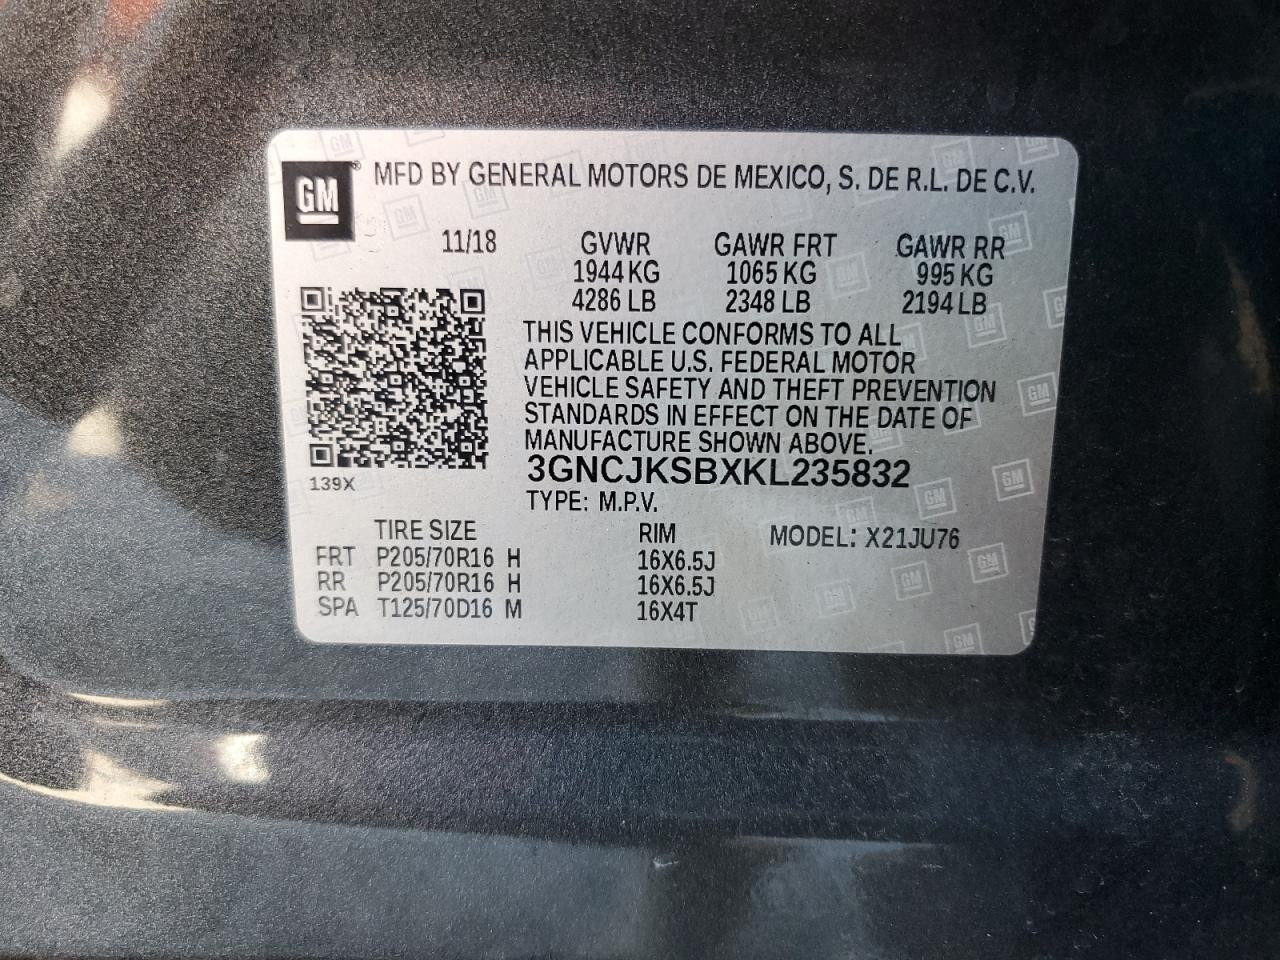 GM® MFD BY GENERAL MOTORS DE MEXICO, S. DE R.L. DE C.V.
11/18 GVWR GAWR FRT GAWR RR
1944 KG 1065 KG 995 KG
4286 LB 2348 LB 2194 LB
THIS VEHICLE CONFORMS TO ALL
APPLICABLE U.S. FEDERAL MOTOR
VEHICLE SAFETY AND THEFT PREVENTION
STANDARDS IN EFFECT ON THE DATE OF
MANUFACTURE SHOWN ABOVE.
3GNCJKSBXKL235832
139X
TYPE: M.P.V.
TIRE SIZE RIM MODEL: X21JU76
FRT P205/70R16 H 16X6.5J
RR P205/70R16 H 16X6.5J
SPA T125/70D16 M 16X4T